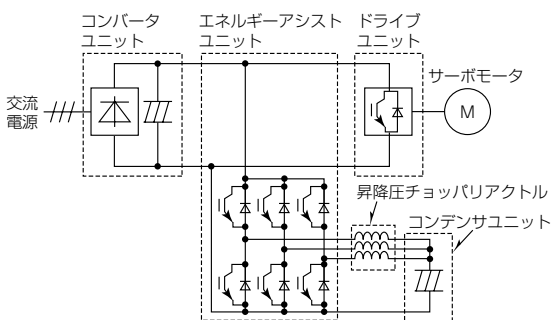 コンバータ
ユニット
エネルギーアシスト
ユニット
ドライブ
ユニット
サーボモータ
交流
電源
M
昇降圧チョッパリアクトル
コンデンサユニット